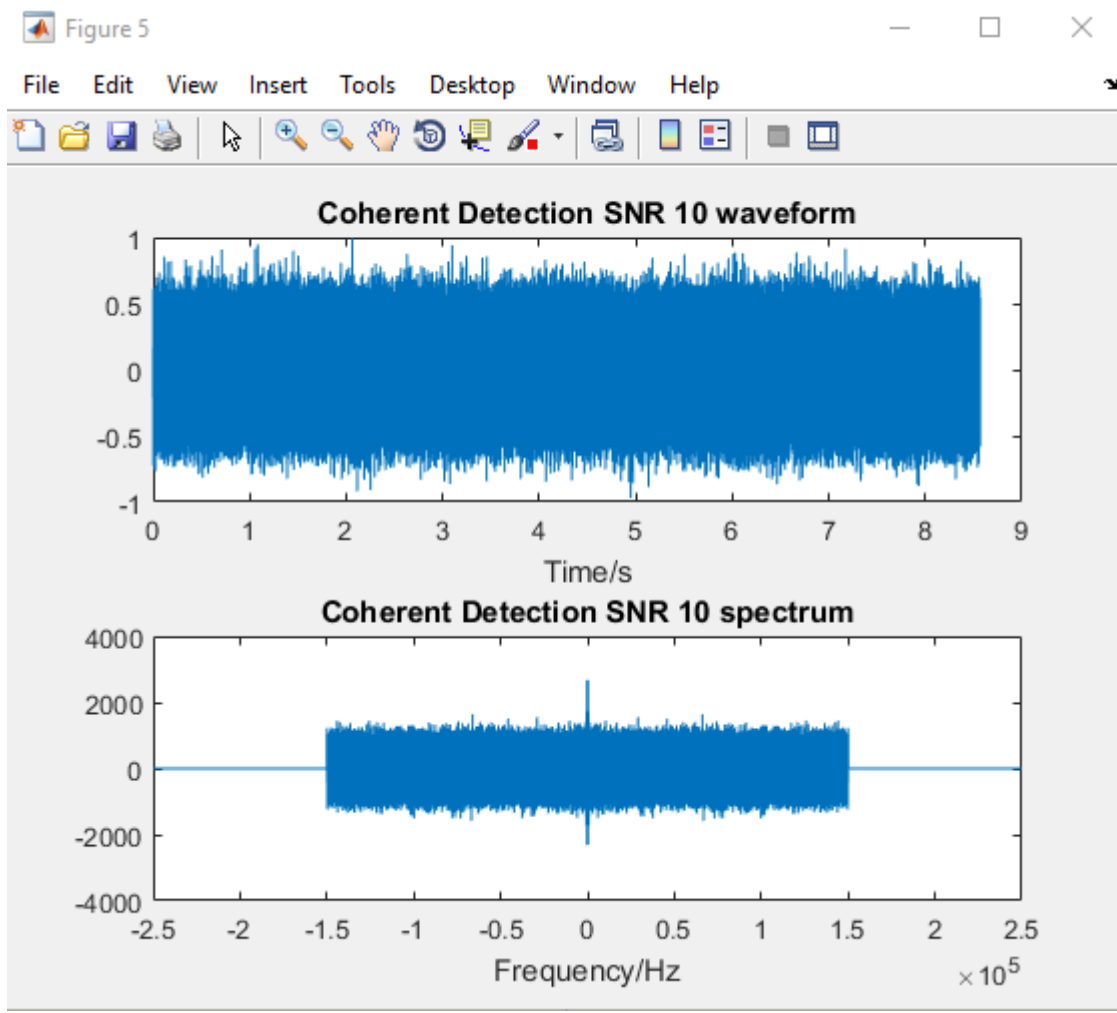 Figure 5
File Edit View Insert Tools Desktop Window Help
Coherent Detection SNR 10 waveform
1
0.5
0
-0.5
-1
0 1 2 3 4 5 6 7 8 9
Time/s
Coherent Detection SNR 10 spectrum
4000
2000
0
-2000
-4000
-2.5 -2 -1.5 -1 -0.5 0 0.5 1 1.5 2 2.5
Frequency/Hz
×10⁵